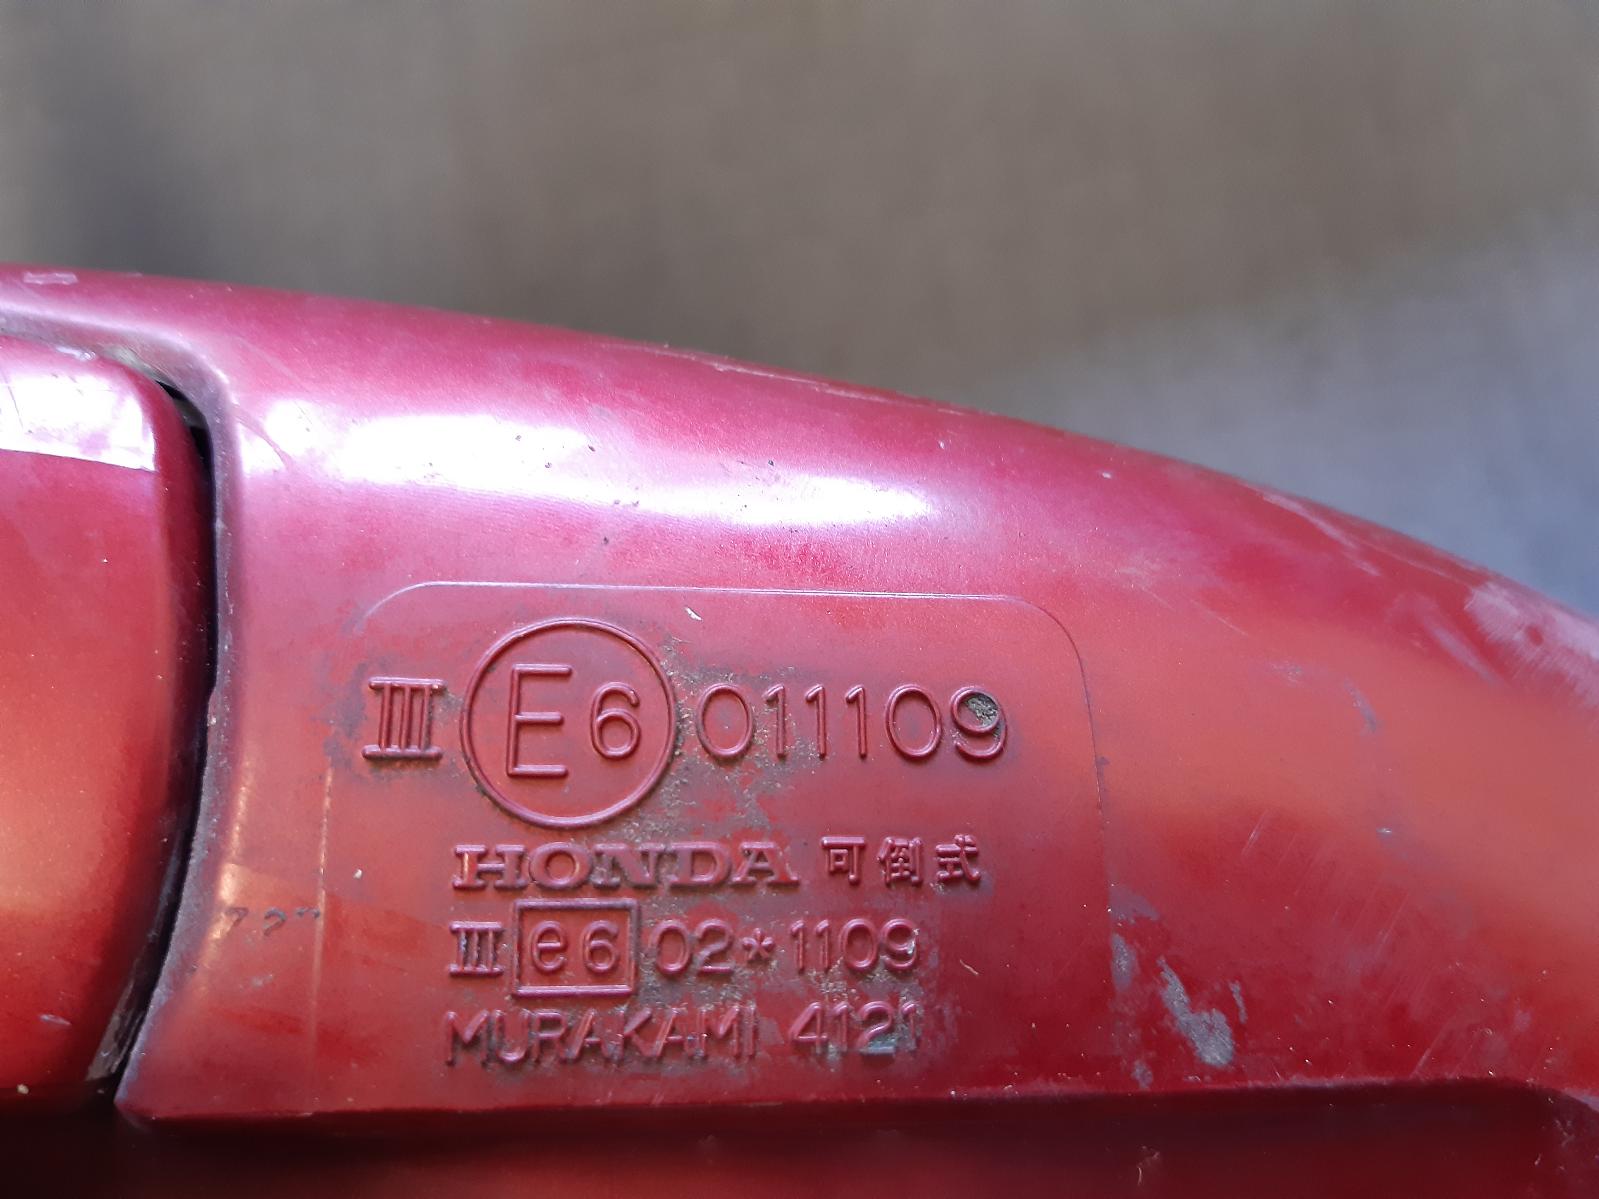 III E6 011109
HONDA 可倒式
III e6 02*1109
MURAKAMI 4121